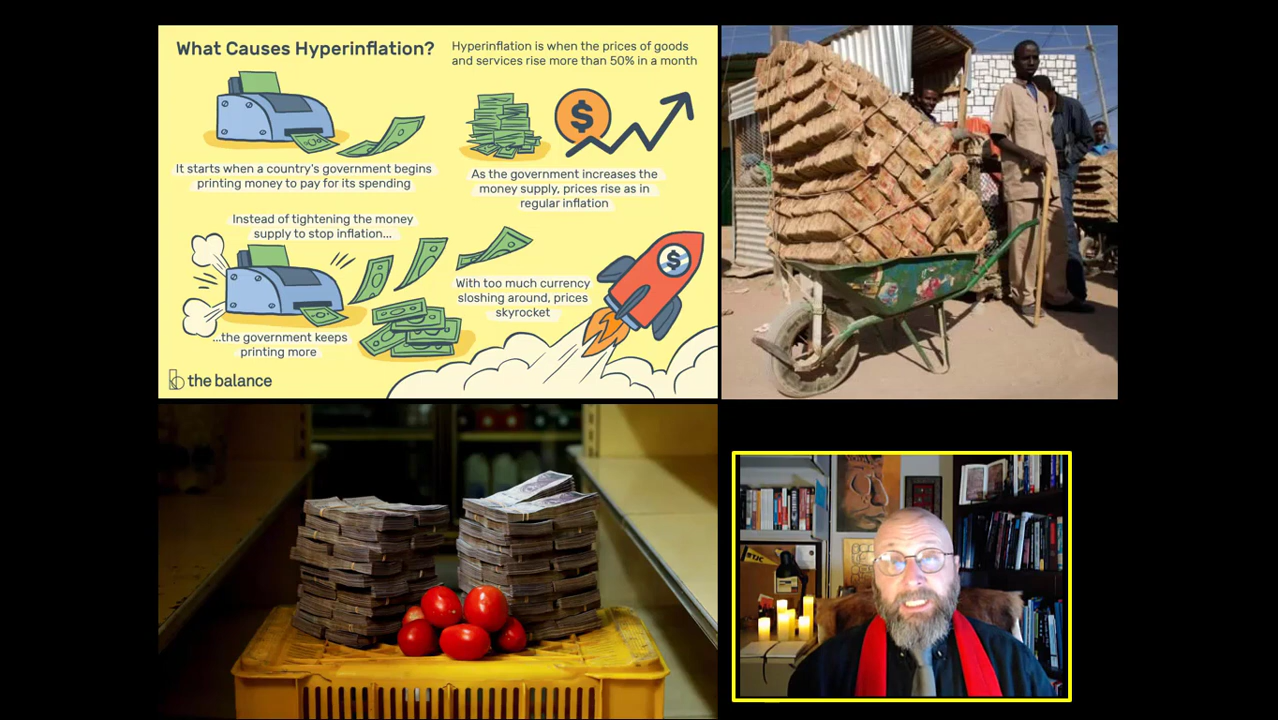 What Causes Hyperinflation?
Hyperinflation is when the prices of goods
and services rise more than 50% in a month
$
It starts when a country's government begins
printing money to pay for its spending
As the government increases the
money supply, prices rise as in
regular inflation
Instead of tightening the money
supply to stop inflation...
$
With too much currency
sloshing around, prices
skyrocket
...the government keeps
printing more
the balance
TJC